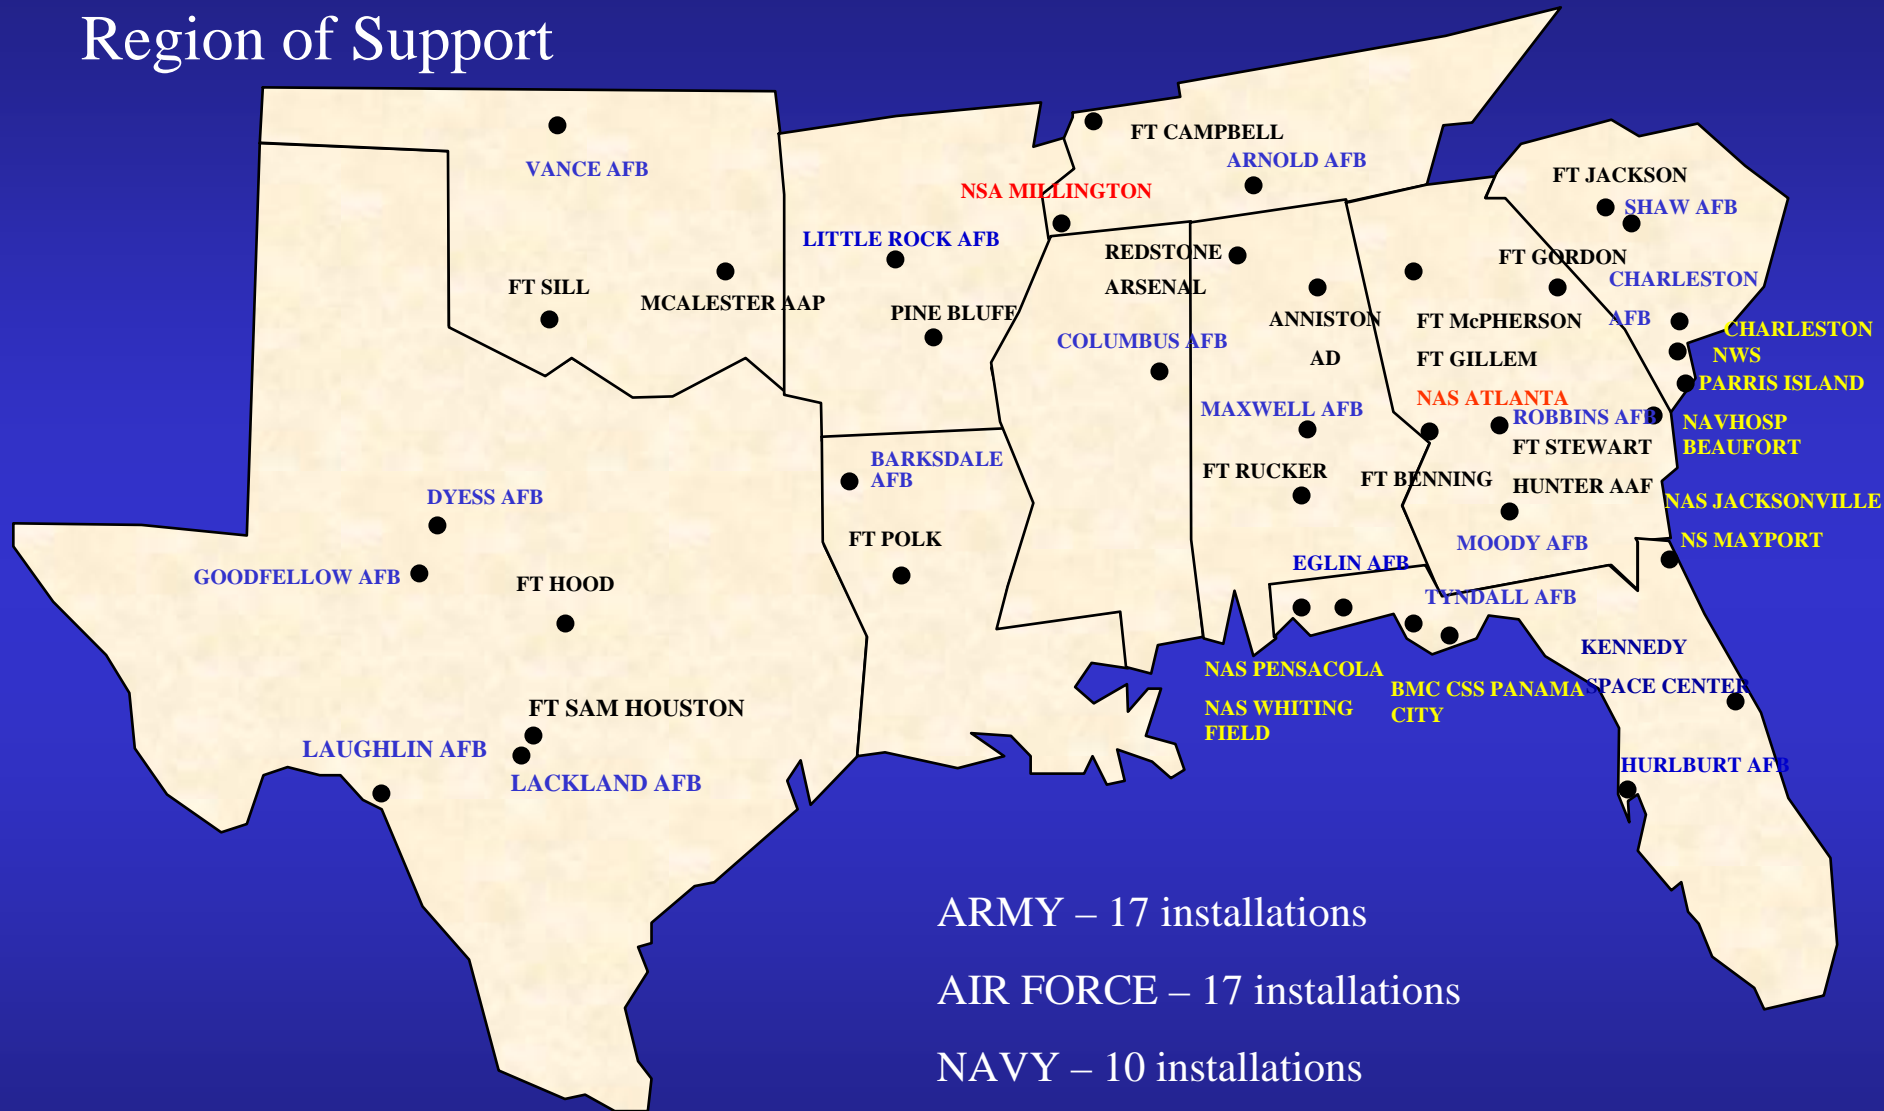 Region of Support
VANCE AFB
FT SILL
MCALESTER AAP
LITTLE ROCK AFB
PINE BLUFF
FT CAMPBELL
ARNOLD AFB
NSA MILLINGTON
REDSTONE
ARSENAL
COLUMBUS AFB
ANNISTON
AD
MAXWELL AFB
FT RUCKER
FT JACKSON
SHAW AFB
FT GORDON
CHARLESTON
AFB
CHARLESTON
NWS
PARRIS ISLAND
NAVHOSP
BEAUFORT
FT McPHERSON
FT GILLEM
NAS ATLANTA
ROBBINS AFB
FT STEWART
FT BENNING
HUNTER AAF
MOODY AFB
NAS JACKSONVILLE
NS MAYPORT
BARKSDALE
AFB
FT POLK
DYESS AFB
GOODFELLOW AFB
FT HOOD
FT SAM HOUSTON
LAUGHLIN AFB
LACKLAND AFB
EGLIN AFB
TYNDALL AFB
NAS PENSACOLA
NAS WHITING
FIELD
BMC CSS PANAMA
CITY
KENNEDY
SPACE CENTER
HURLBURT AFB
ARMY – 17 installations
AIR FORCE – 17 installations
NAVY – 10 installations